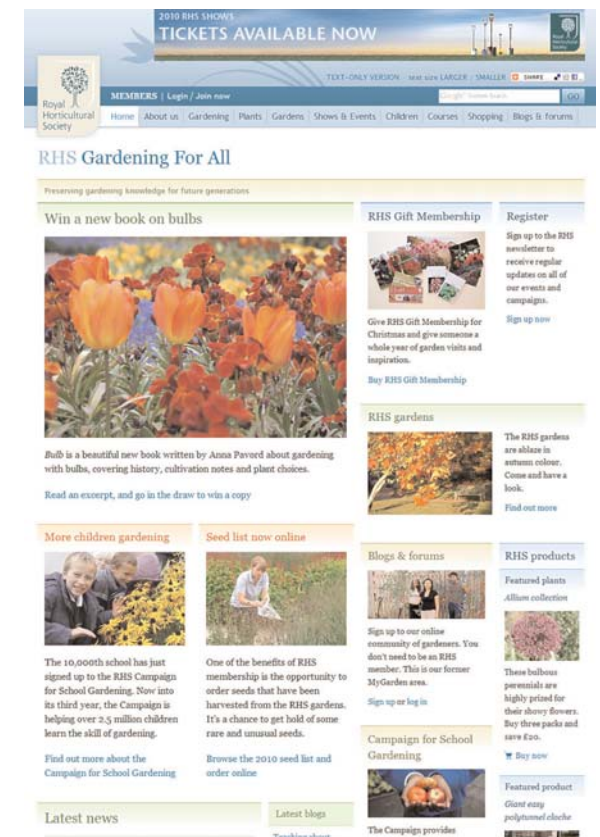 2010 RHS SHOWS
TICKETS AVAILABLE NOW
Royal
Horticultural
Society
TEXT-ONLY VERSION text size LARGER / SMALLER SHARE
MEMBERS | Login / Join now
GO
Royal
Horticultural
Society
Home About us Gardening Plants Gardens Shows & Events Children Courses Shopping Blogs & forums
RHS Gardening For All
Preserving gardening knowledge for future generations
Win a new book on bulbs
Bulb is a beautiful new book written by Anna Pavord about gardening
with bulbs, covering history, cultivation notes and plant choices.
Read an excerpt, and go in the draw to win a copy
RHS Gift Membership
Give RHS Gift Membership for
Christmas and give someone a
whole year of garden visits and
inspiration.
Buy RHS Gift Membership
Register
Sign up to the RHS
newsletter to
receive regular
updates on all of
our events and
campaigns.
Sign up now
RHS gardens
The RHS gardens
are ablaze in
autumn colour.
Come and have a
look.
Find out more
More children gardening
The 10,000th school has just
signed up to the RHS Campaign
for School Gardening. Now into
its third year, the Campaign is
helping over 2.5 million children
learn the skill of gardening.
Find out more about the
Campaign for School Gardening
Seed list now online
One of the benefits of RHS
membership is the opportunity to
order seeds that have been
harvested from the RHS gardens.
It's a chance to get hold of some
rare and unusual seeds.
Browse the 2010 seed list and
order online
Blogs & forums
Sign up to our online
community of gardeners. You
don't need to be an RHS
member. This is our former
MyGarden area.
Sign up or log in
RHS products
Featured plants
Allium collection
These bulbous
perennials are
highly prized for
their showy flowers.
Buy three packs and
save £20.
Buy now
Campaign for School
Gardening
The Campaign provides
Featured product
Giant easy
polytunnel cloche
Latest news
Latest blogs
Teaching about